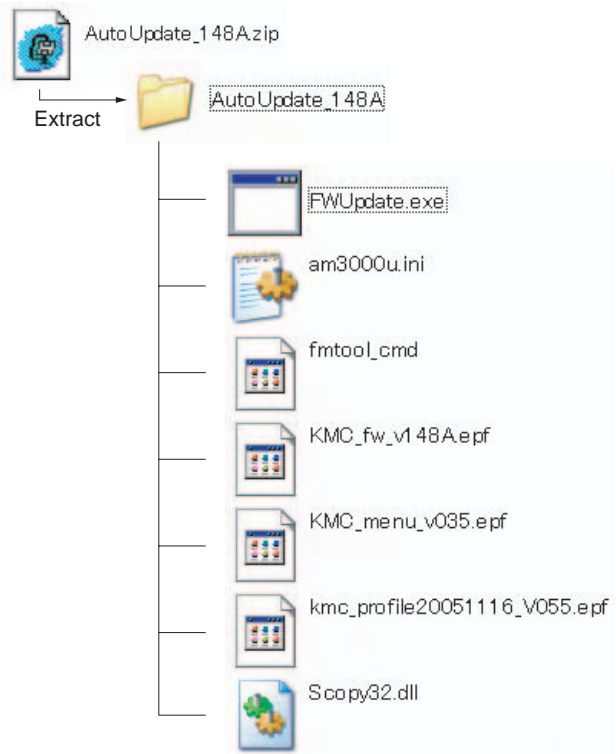 AutoUpdate_148A.zip
Extract
AutoUpdate_148A
FWUpdate.exe
am3000u.ini
fmtool_cmd
KMC_fw_v148A.epf
KMC_menu_v035.epf
kmc_profile20051116_V055.epf
Scopy32.dll